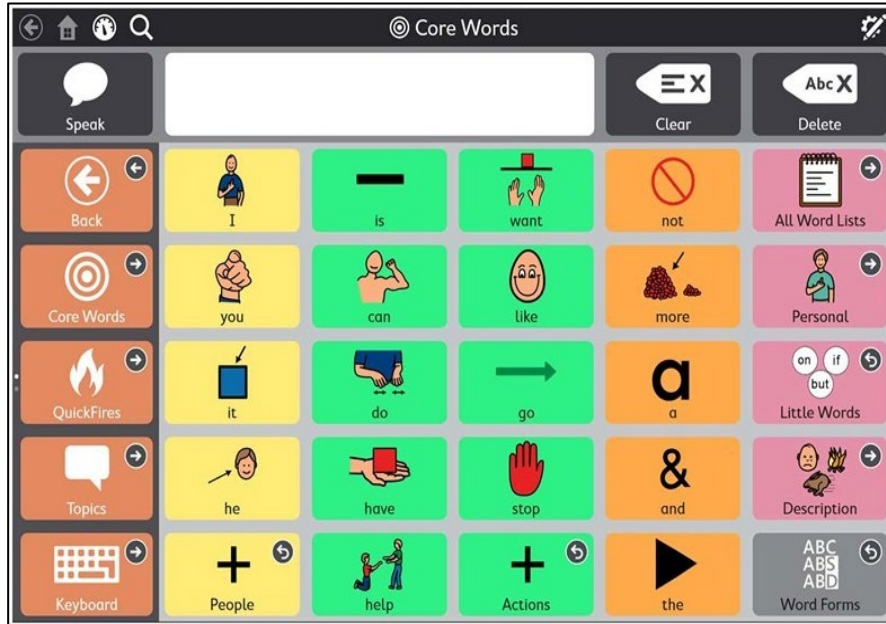 Core Words
Speak
Clear
Abc X
Delete
Back
I
is
want
not
All Word Lists
Core Words
you
can
like
more
Personal
QuickFires
it
do
go
a
a
on
if
but
Little Words
Topics
he
have
stop
&
and
Description
Keyboard
People
help
Actions
the
ABC
ABS
ABD
Word Forms